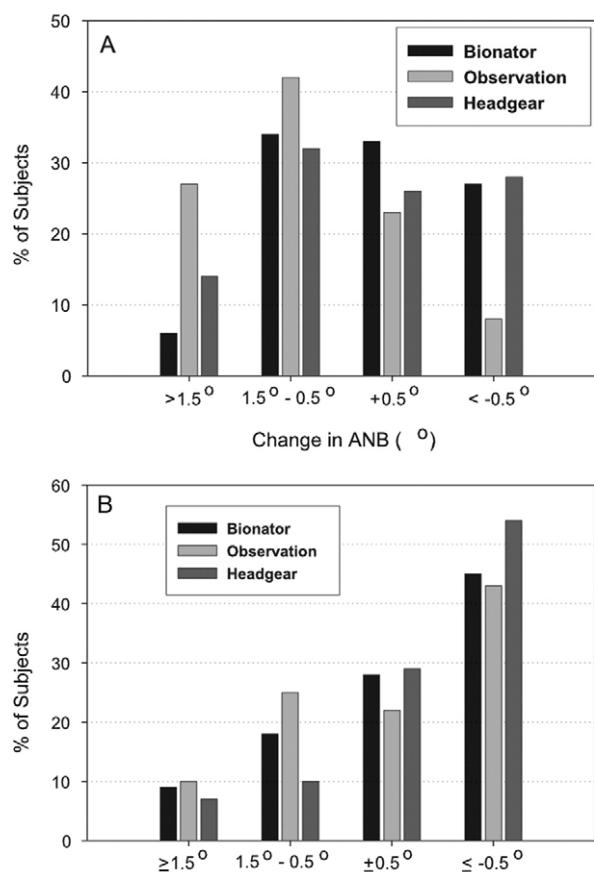 50
A
Bionator
Observation
Headgear
40
30
20
10
0
% of Subjects
>1.5° 1.5° - 0.5° +0.5° < -0.5°
Change in ANB ( °)
60
B
Bionator
Observation
Headgear
50
40
30
20
10
0
% of Subjects
≥1.5° 1.5° - 0.5° ±0.5° ≤ -0.5°